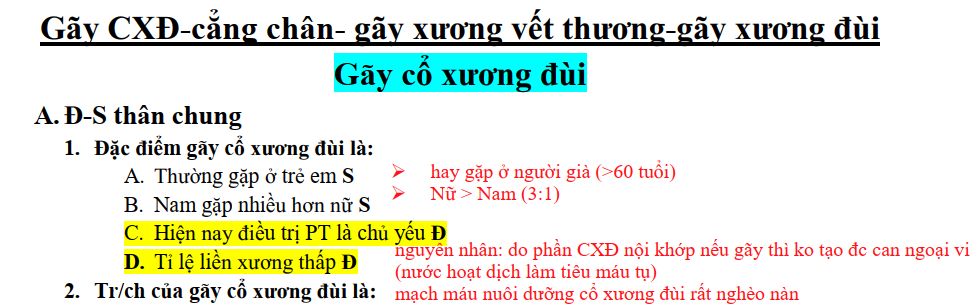 Gãy CXĐ-cẳng chân- gãy xương vết thương-gãy xương đùi
Gãy cổ xương đùi
A. Đ-S thân chung
1. Đặc điểm gãy cổ xương đùi là:
A. Thường gặp ở trẻ em S
➢ hay gặp ở người già (>60 tuổi)
B. Nam gặp nhiều hơn nữ S
➢ Nữ > Nam (3:1)
C. Hiện nay điều trị PT là chủ yếu Đ
D. Tỉ lệ liền xương thấp Đ
nguyên nhân: do phần CXĐ nội khớp nếu gãy thì ko tạo đc can ngoại vi
(nước hoạt dịch làm tiêu máu tụ)
2. Tr/ch của gãy cổ xương đùi là:
mạch máu nuôi dưỡng cổ xương đùi rất nghèo nàn